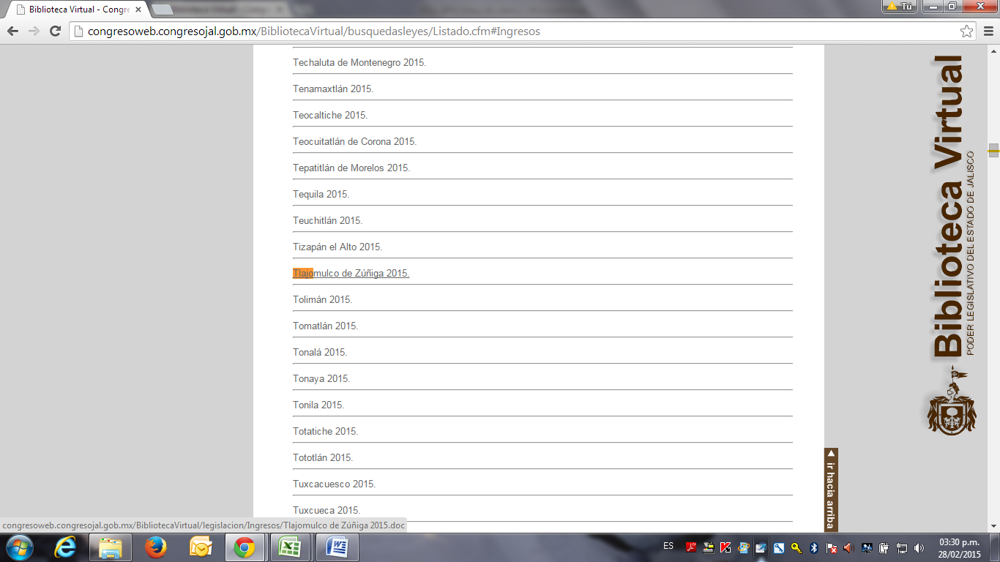 Biblioteca Virtual - Congre
Tú
congresoweb.congresojal.gob.mx/BibliotecaVirtual/busquedasleyes/Listado.cfm#Ingresos
Techaluta de Montenegro 2015.
Tenamaxtlán 2015.
Teocaltiche 2015.
Teocuitatlán de Corona 2015.
Tepatitlán de Morelos 2015.
Tequila 2015.
Teuchitlán 2015.
Tizapán el Alto 2015.
Tlajomulco de Zúñiga 2015.
Tolimán 2015.
Tomatlán 2015.
Tonalá 2015.
Tonaya 2015.
Tonila 2015.
Totatiche 2015.
Tototlán 2015.
Tuxcacuesco 2015.
Tuxcueca 2015.
Biblioteca Virtual
PODER LEGISLATIVO DEL ESTADO DE JALISCO
ir hacia arriba
congresoweb.congresojal.gob.mx/BibliotecaVirtual/legislacion/Ingresos/Tlajomulco de Zúñiga 2015.doc
ES
03:30 p.m.
28/02/2015